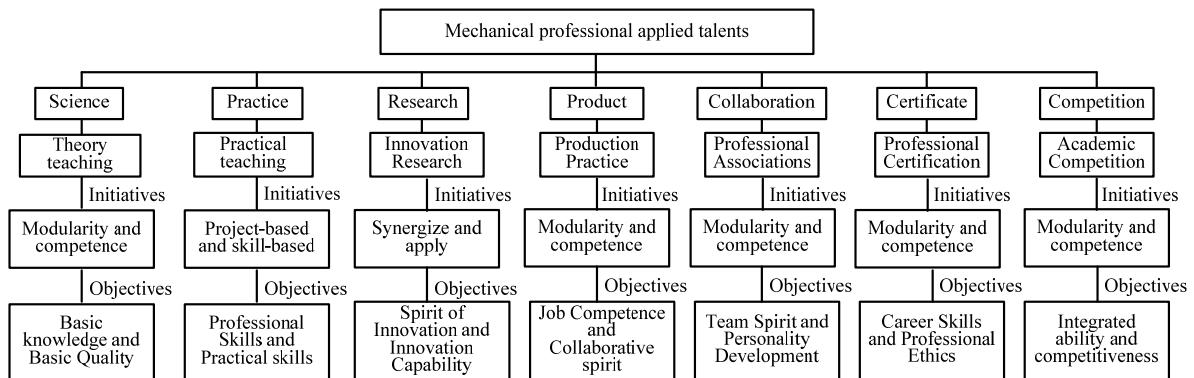 Mechanical professional applied talents
Science
Practice
Research
Product
Collaboration
Certificate
Competition
Theory
teaching
Practical
teaching
Innovation
Research
Production
Practice
Professional
Associations
Professional
Certification
Academic
Competition
Initiatives
Initiatives
Initiatives
Initiatives
Initiatives
Initiatives
Initiatives
Modularity and
competence
Project-based
and skill-based
Synergize and
apply
Modularity and
competence
Modularity and
competence
Modularity and
competence
Modularity and
competence
Objectives
Objectives
Objectives
Objectives
Objectives
Objectives
Objectives
Basic
knowledge and
Basic Quality
Professional
Skills and
Practical skills
Spirit of
Innovation and
Innovation
Capability
Job Competence
and
Collaborative
spirit
Team Spirit and
Personality
Development
Career Skills
and Professional
Ethics
Integrated
ability and
competitiveness